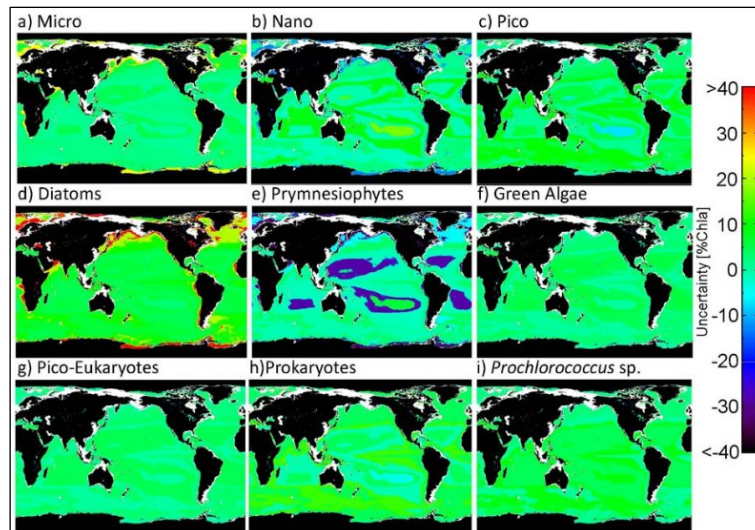 a) Micro
b) Nano
c) Pico
>40
40
30
20
10
0
-10
-20
-30
<-40
Uncertainty [%Chla]
d) Diatoms
e) Prymnesiophytes
f) Green Algae
g) Pico-Eukaryotes
h)Prokaryotes
i) Prochlorococcus sp.